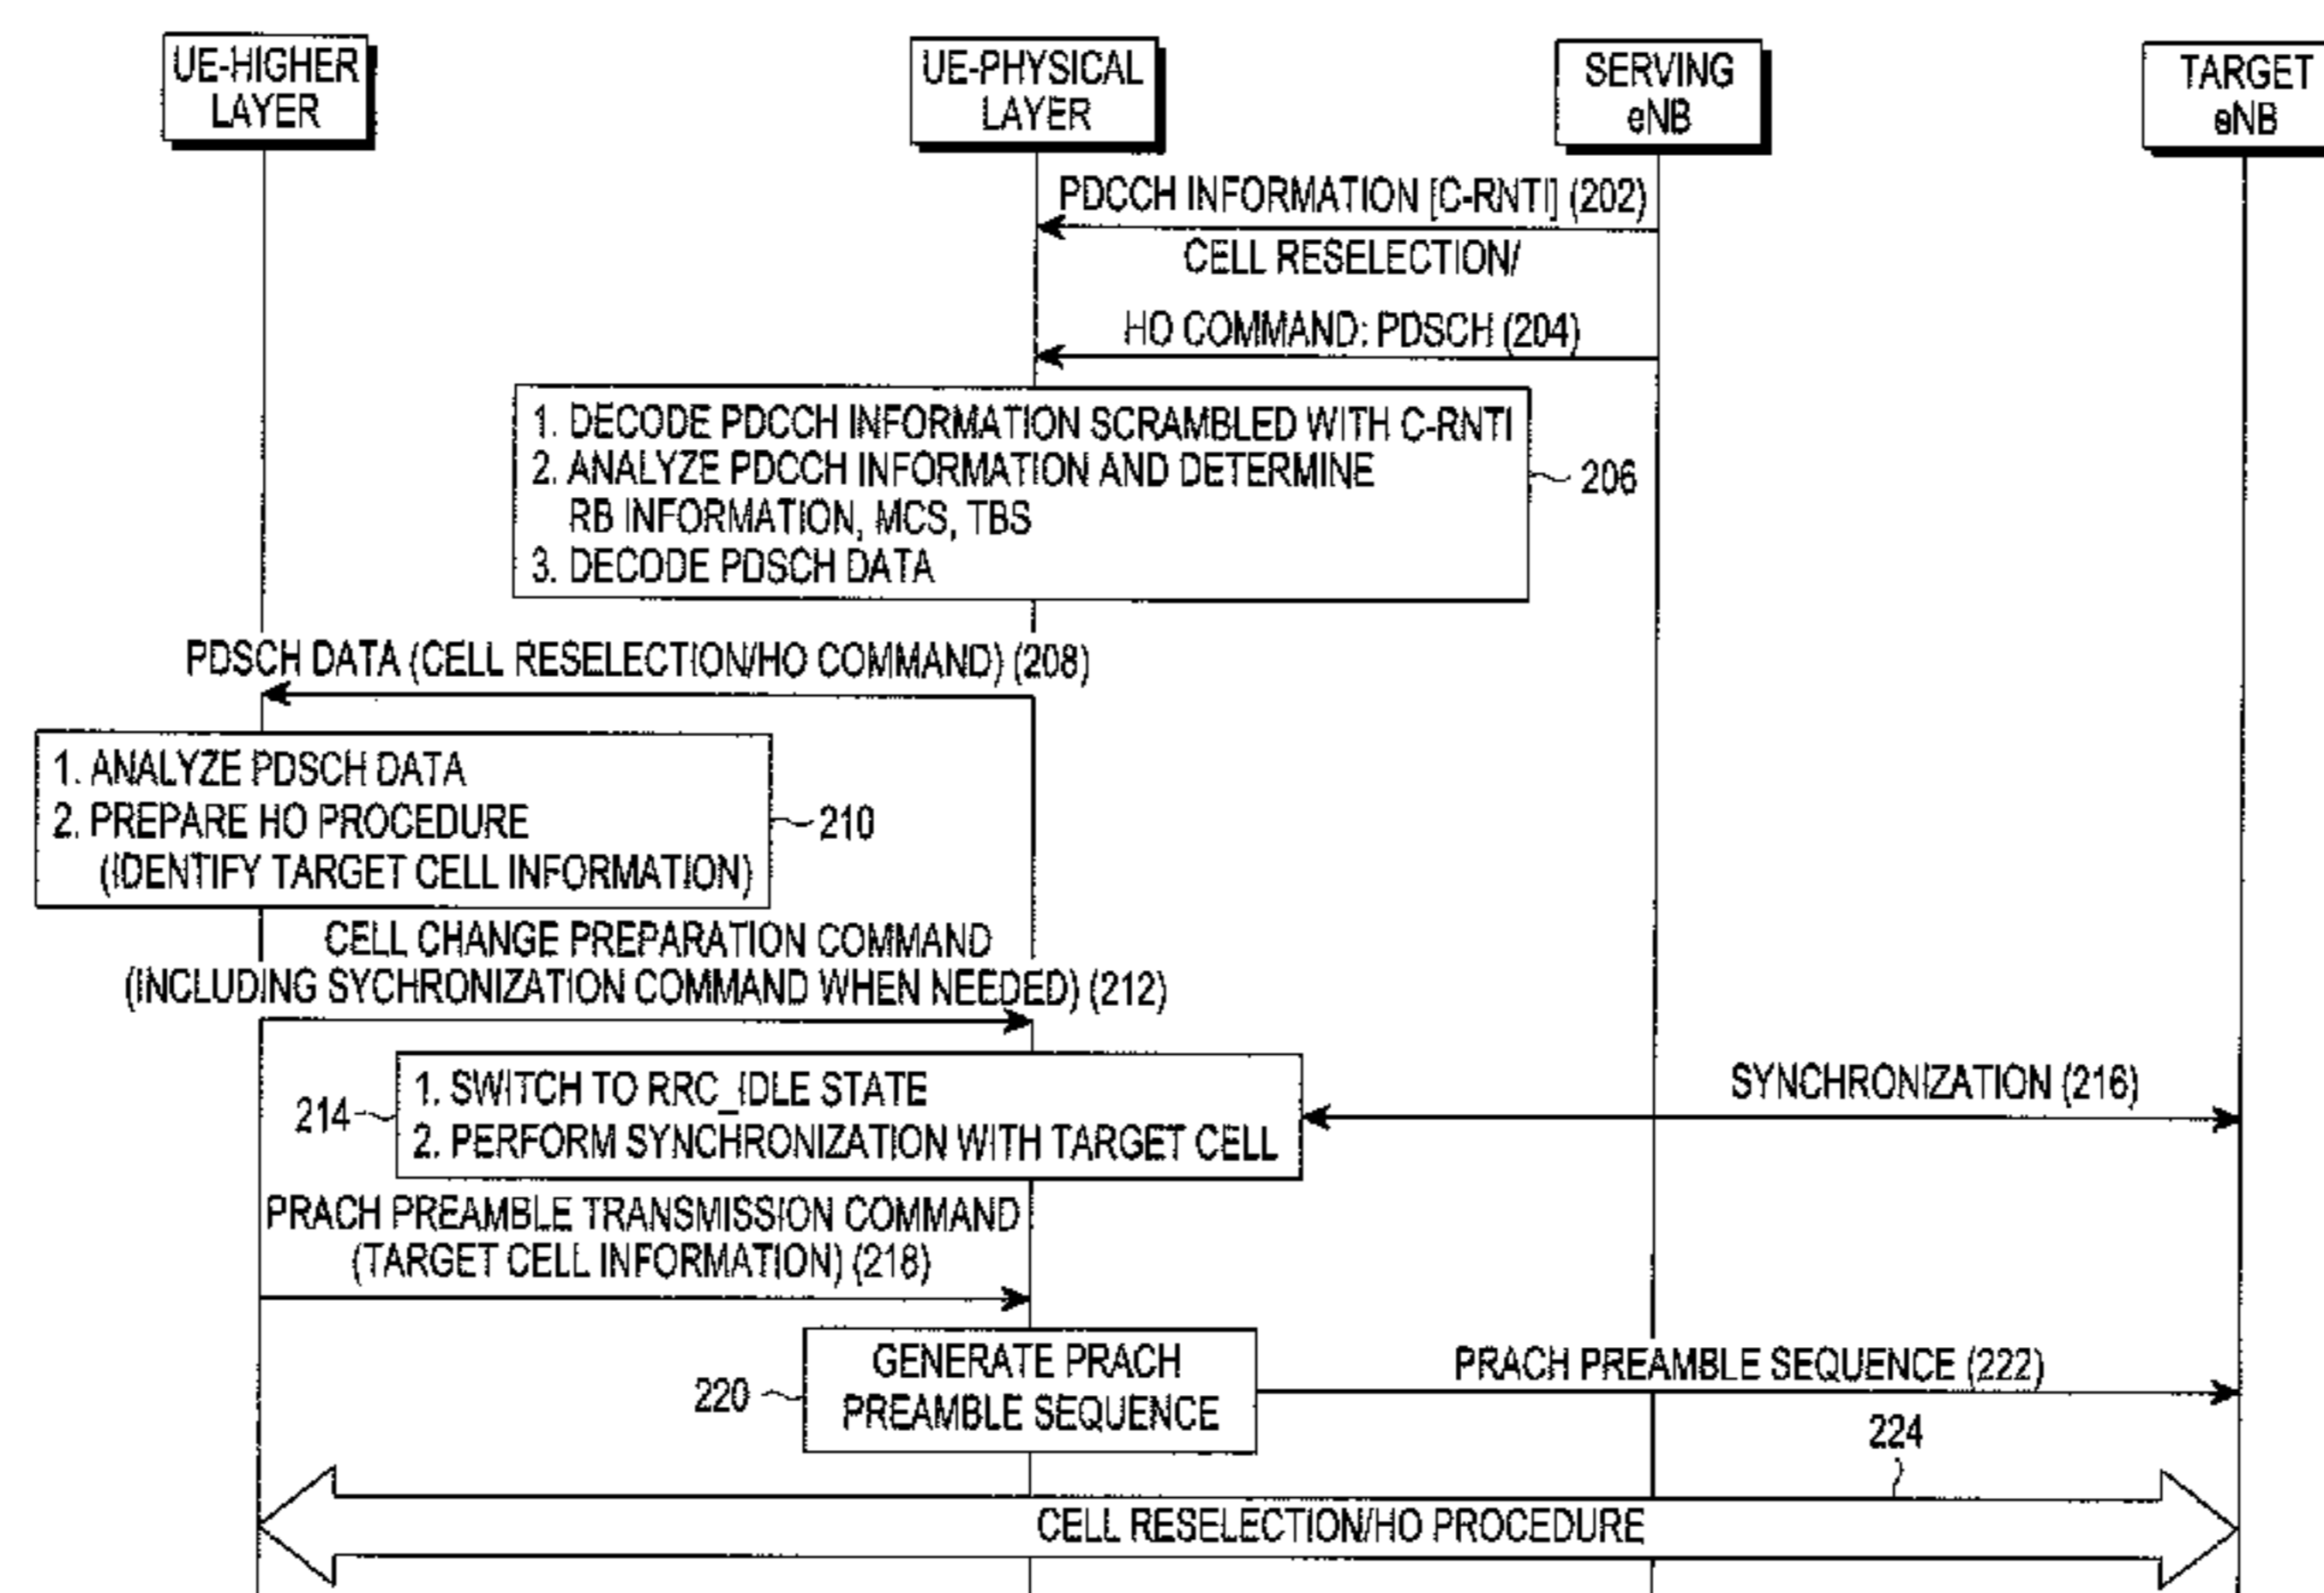 UE-HIGHER
LAYER
UE-PHYSICAL
LAYER
SERVING
eNB
TARGET
eNB
PDCCH INFORMATION [C-RNTI] (202)
CELL RESELECTION/
HO COMMAND: PDSCH (204)
1. DECODE PDCCH INFORMATION SCRAMBLED WITH C-RNTI
2. ANALYZE PDCCH INFORMATION AND DETERMINE
RB INFORMATION, MCS, TBS
3. DECODE PDSCH DATA
206
PDSCH DATA (CELL RESELECTION/HO COMMAND) (208)
1. ANALYZE PDSCH DATA
2. PREPARE HO PROCEDURE
(IDENTIFY TARGET CELL INFORMATION)
210
CELL CHANGE PREPARATION COMMAND
(INCLUDING SYCHRONIZATION COMMAND WHEN NEEDED) (212)
214
1. SWITCH TO RRC_IDLE STATE
2. PERFORM SYNCHRONIZATION WITH TARGET CELL
SYNCHRONIZATION (216)
PRACH PREAMBLE TRANSMISSION COMMAND
(TARGET CELL INFORMATION) (218)
220
GENERATE PRACH
PREAMBLE SEQUENCE
PRACH PREAMBLE SEQUENCE (222)
224
CELL RESELECTION/HO PROCEDURE